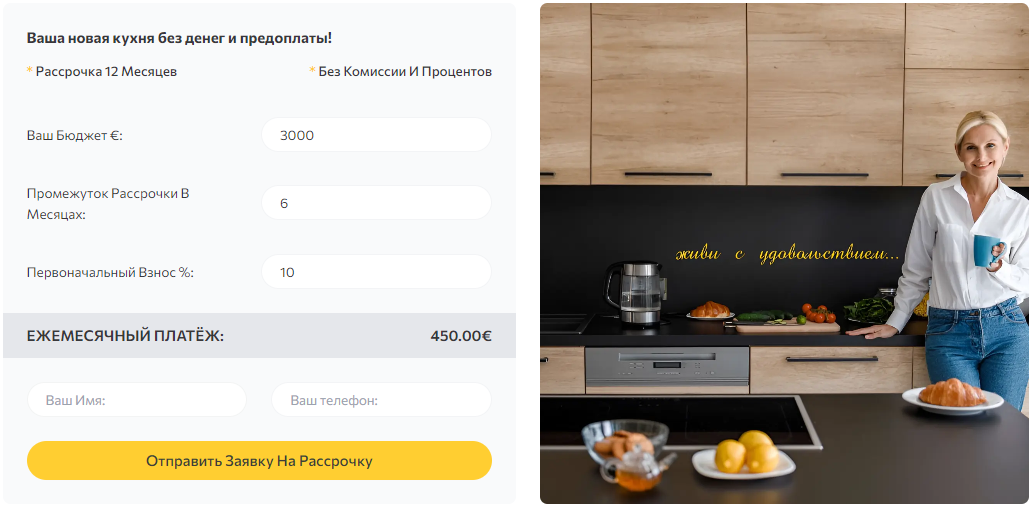 Ваша новая кухня без денег и предоплаты!
* Рассрочка 12 Месяцев
* Без Комиссии И Процентов
Ваш Бюджет €:
3000
Промежуток Рассрочки В
Месяцах:
6
Первоначальный Взнос %:
10
ЕЖЕМЕСЯЧНЫЙ ПЛАТЁЖ:
450.00€
Ваш Имя:
Ваш телефон:
Отправить Заявку На Рассрочку
живи с удовольствием...